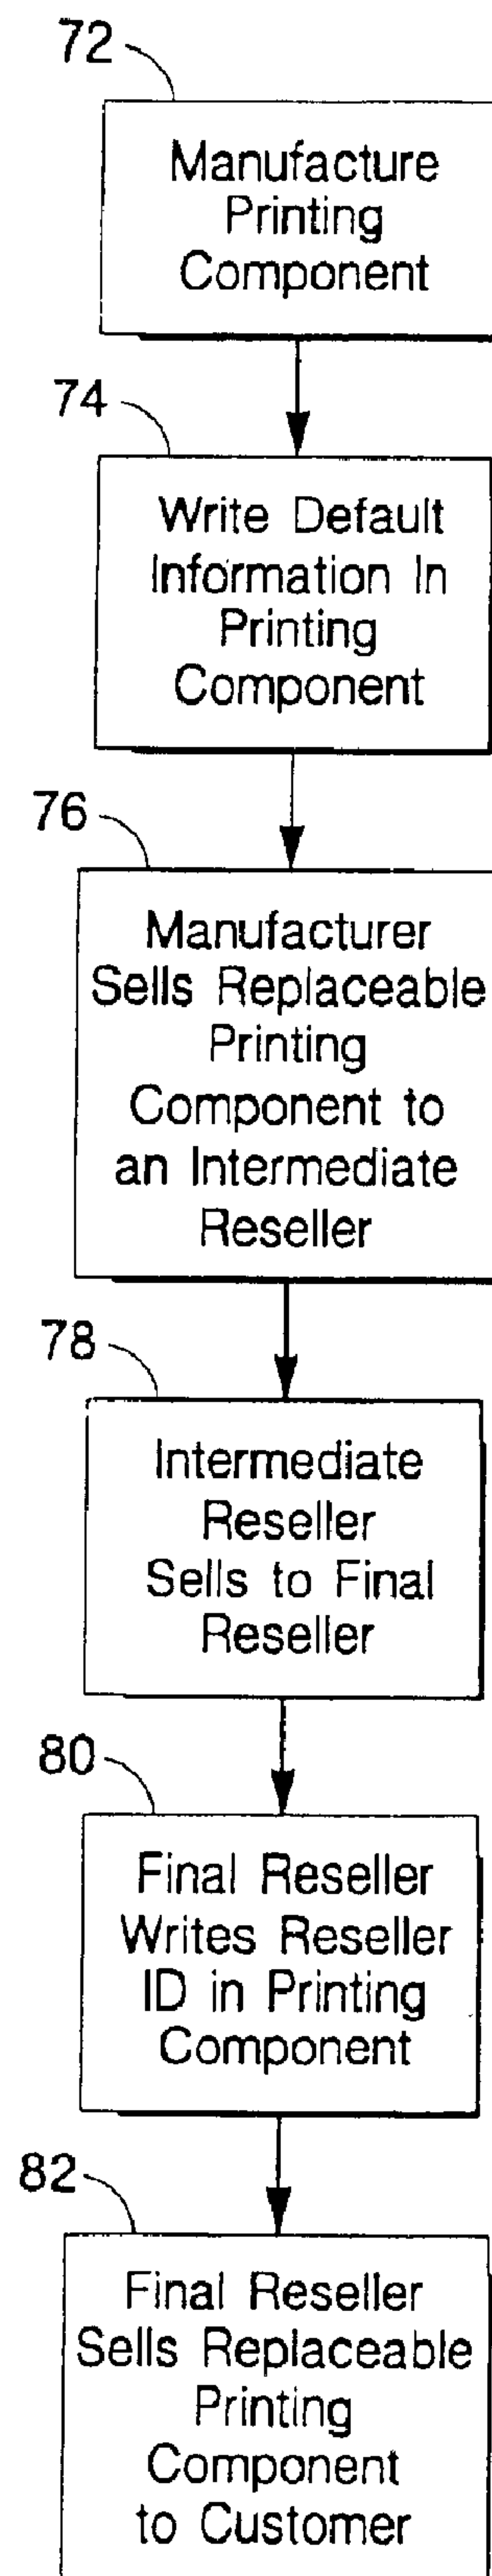 72
Manufacture
Printing
Component
74
Write Default
Information In
Printing
Component
76
Manufacturer
Sells Replaceable
Printing
Component to
an Intermediate
Reseller
78
Intermediate
Reseller
Sells to Final
Reseller
80
Final Reseller
Writes Reseller
ID in Printing
Component
82
Final Reseller
Sells Replaceable
Printing
Component
to Customer